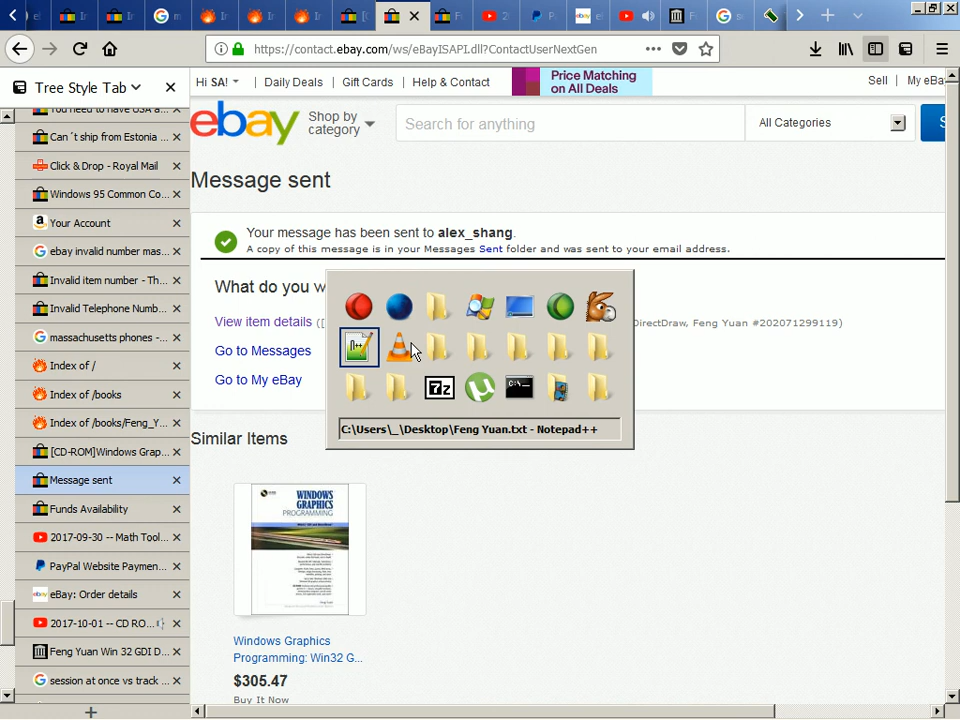 https://contact.ebay.com/ws/eBayISAPI.dll?ContactUserNextGen
Tree Style Tab
Hi SA!
Daily Deals
Gift Cards
Help & Contact
Price Matching
on All Deals
Sell
My eBa
ebay
Shop by
category
Search for anything
All Categories
S
You need to have USA a
Can´t ship from Estonia ...
Click & Drop - Royal Mail
Windows 95 Common Co...
Your Account
ebay invalid number mas...
Invalid item number - Th...
Invalid Telephone Numb...
massachusetts phones -...
Index of /
Index of /books
Index of /books/Feng_Y...
[CD-ROM]Windows Grap...
Message sent
Funds Availability
2017-09-30 -- Math Tool...
PayPal Website Paymen...
eBay: Order details
2017-10-01 -- CD RO...
Feng Yuan Win 32 GDI D...
session at once vs track ...
Message sent
Your message has been sent to alex_shang.
A copy of this message is in your Messages Sent folder and was sent to your email address.
What do you w
View item details ([
DirectDraw, Feng Yuan #202071299119)
Go to Messages
Go to My eBay
7z
C:\_
C:\Users\_\Desktop\Feng Yuan.txt - Notepad++
Similar Items
WINDOWS
GRAPHICS
PROGRAMMING
Windows Graphics
Programming: Win32 G...
$305.47
Buy It Now